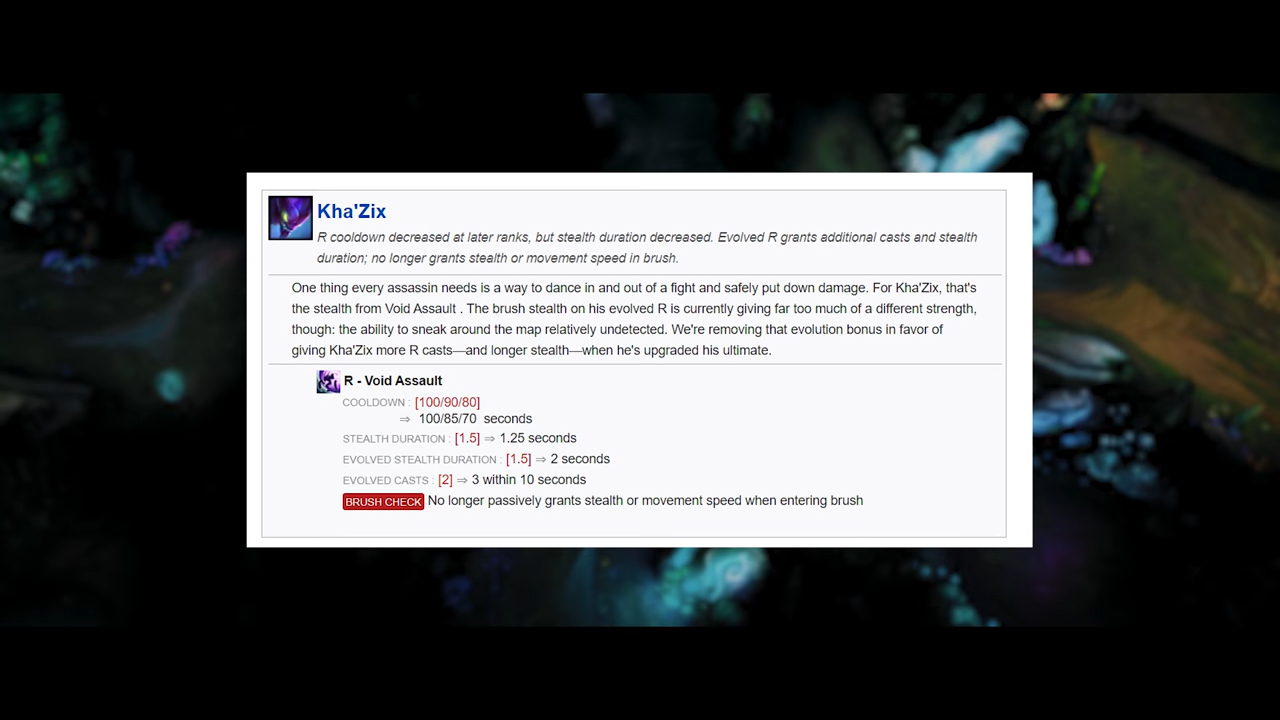 Kha'Zix
R cooldown decreased at later ranks, but stealth duration decreased. Evolved R grants additional casts and stealth
duration; no longer grants stealth or movement speed in brush.
One thing every assassin needs is a way to dance in and out of a fight and safely put down damage. For Kha'Zix, that's
the stealth from Void Assault . The brush stealth on his evolved R is currently giving far too much of a different strength,
though: the ability to sneak around the map relatively undetected. We're removing that evolution bonus in favor of
giving Kha'Zix more R casts—and longer stealth—when he's upgraded his ultimate.
R - Void Assault
COOLDOWN : [100/90/80]
⇒ 100/85/70 seconds
STEALTH DURATION : [1.5] ⇒ 1.25 seconds
EVOLVED STEALTH DURATION : [1.5] ⇒ 2 seconds
EVOLVED CASTS : [2] ⇒ 3 within 10 seconds
BRUSH CHECK No longer passively grants stealth or movement speed when entering brush